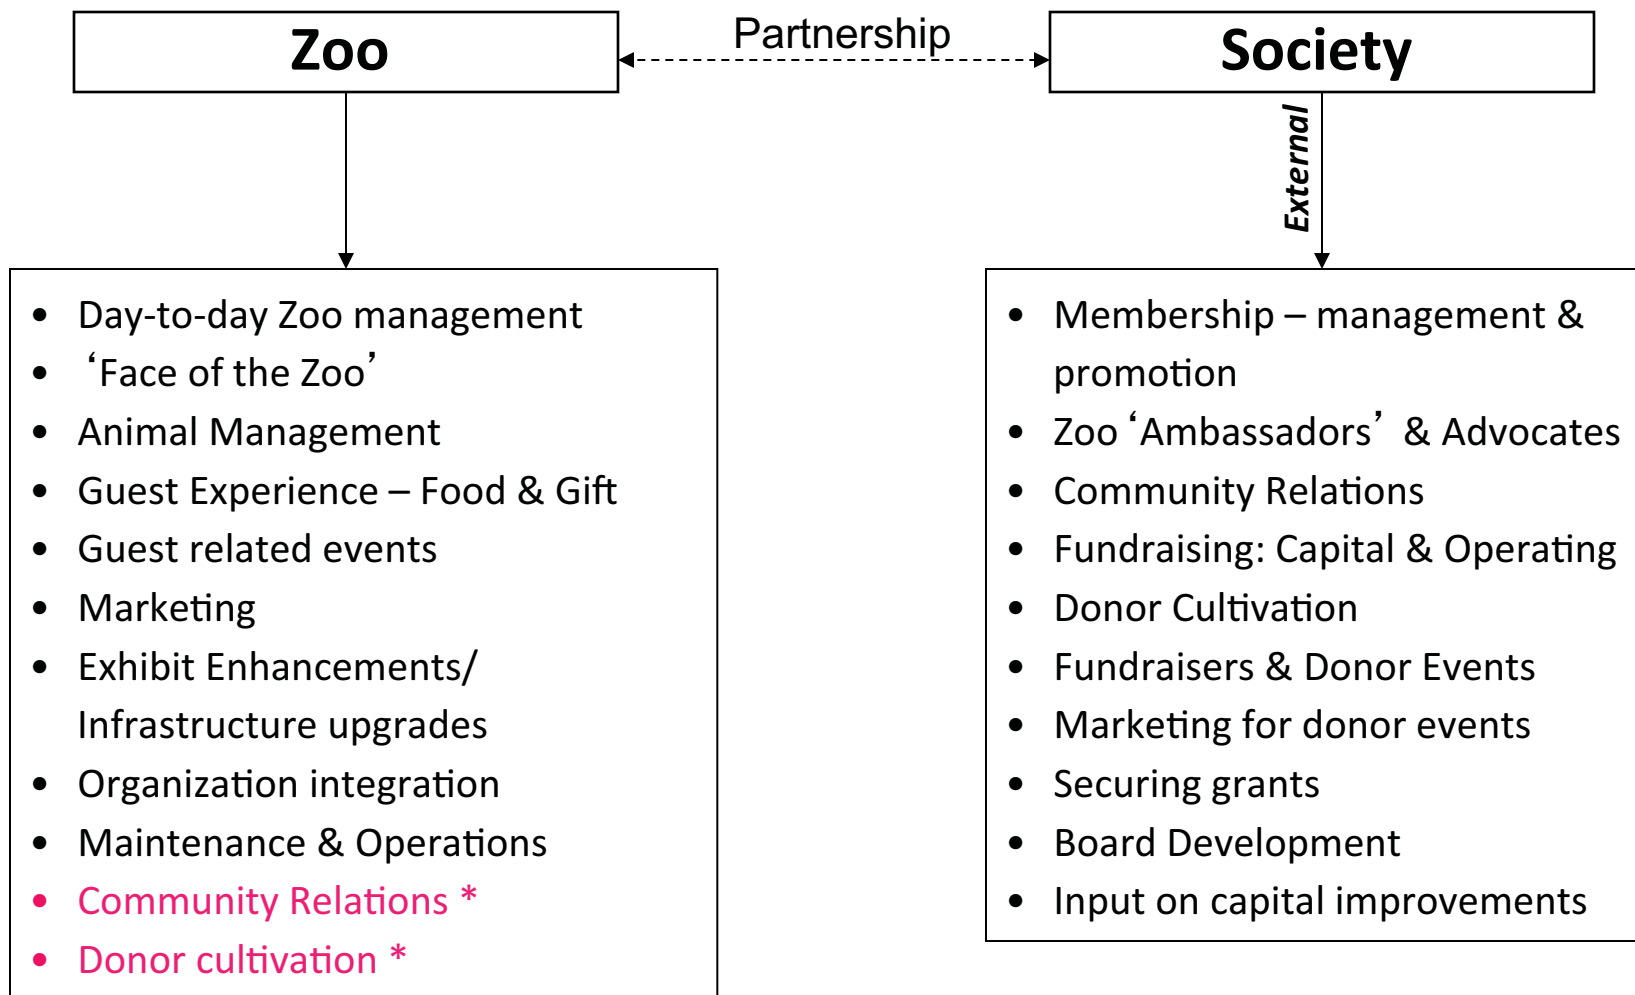 Zoo
Partnership
Society
External
• Day-to-day Zoo management
• ‘Face of the Zoo’
• Animal Management
• Guest Experience – Food & Gift
• Guest related events
• Marketing
• Exhibit Enhancements/
Infrastructure upgrades
• Organization integration
• Maintenance & Operations
• Community Relations *
• Donor cultivation *
• Membership – management &
promotion
• Zoo ‘Ambassadors’ & Advocates
• Community Relations
• Fundraising: Capital & Operating
• Donor Cultivation
• Fundraisers & Donor Events
• Marketing for donor events
• Securing grants
• Board Development
• Input on capital improvements